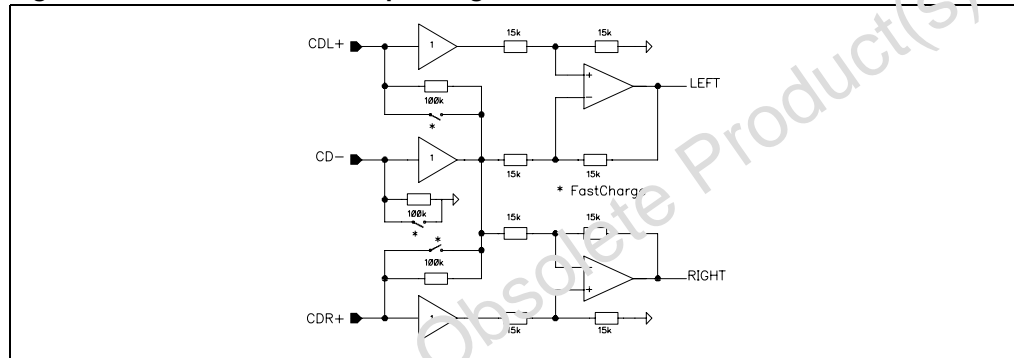 CDL+
1
15k
15k
100k
*
+
−
LEFT
CD-
1
15k
15k
* FastCharge
100k
*
*
15k
15k
100k
−
+
RIGHT
CDR+
1
15k
15k
Obsolete Product(s)